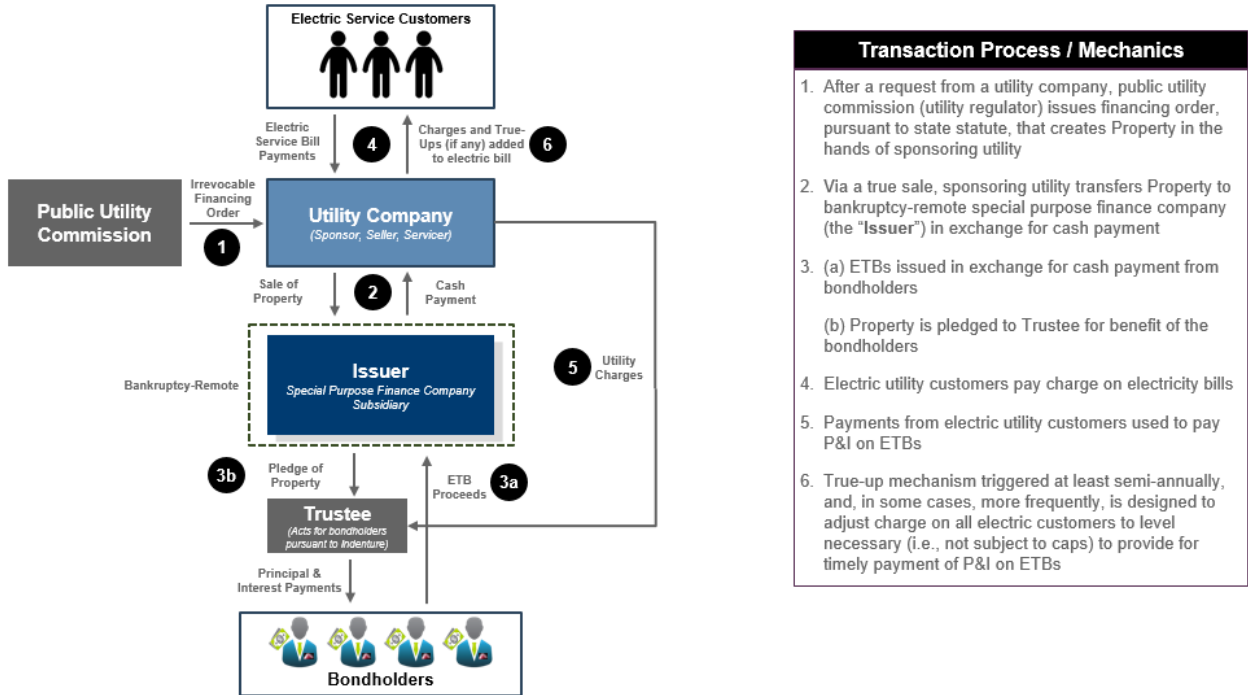 Electric Service Customers
Electric
Service Bill
Payments
4
Charges and True-
Ups (if any) added
to electric bill
6
Public Utility
Commission
Irrevocable
Financing
Order
1
Utility Company
(Sponsor, Seller, Servicer)
Sale of
Property
2
Cash
Payment
Bankruptcy-Remote
Issuer
Special Purpose Finance Company
Subsidiary
5
Utility
Charges
3b
Pledge of
Property
ETB
Proceeds
3a
Trustee
(Acts for bondholders
pursuant to Indenture)
Principal &
Interest Payments
Bondholders
Transaction Process / Mechanics
1. After a request from a utility company, public utility
commission (utility regulator) issues financing order,
pursuant to state statute, that creates Property in the
hands of sponsoring utility
2. Via a true sale, sponsoring utility transfers Property to
bankruptcy-remote special purpose finance company
(the “Issuer”) in exchange for cash payment
3. (a) ETBs issued in exchange for cash payment from
bondholders
(b) Property is pledged to Trustee for benefit of the
bondholders
4. Electric utility customers pay charge on electricity bills
5. Payments from electric utility customers used to pay
P&I on ETBs
6. True-up mechanism triggered at least semi-annually,
and, in some cases, more frequently, is designed to
adjust charge on all electric customers to level
necessary (i.e., not subject to caps) to provide for
timely payment of P&I on ETBs